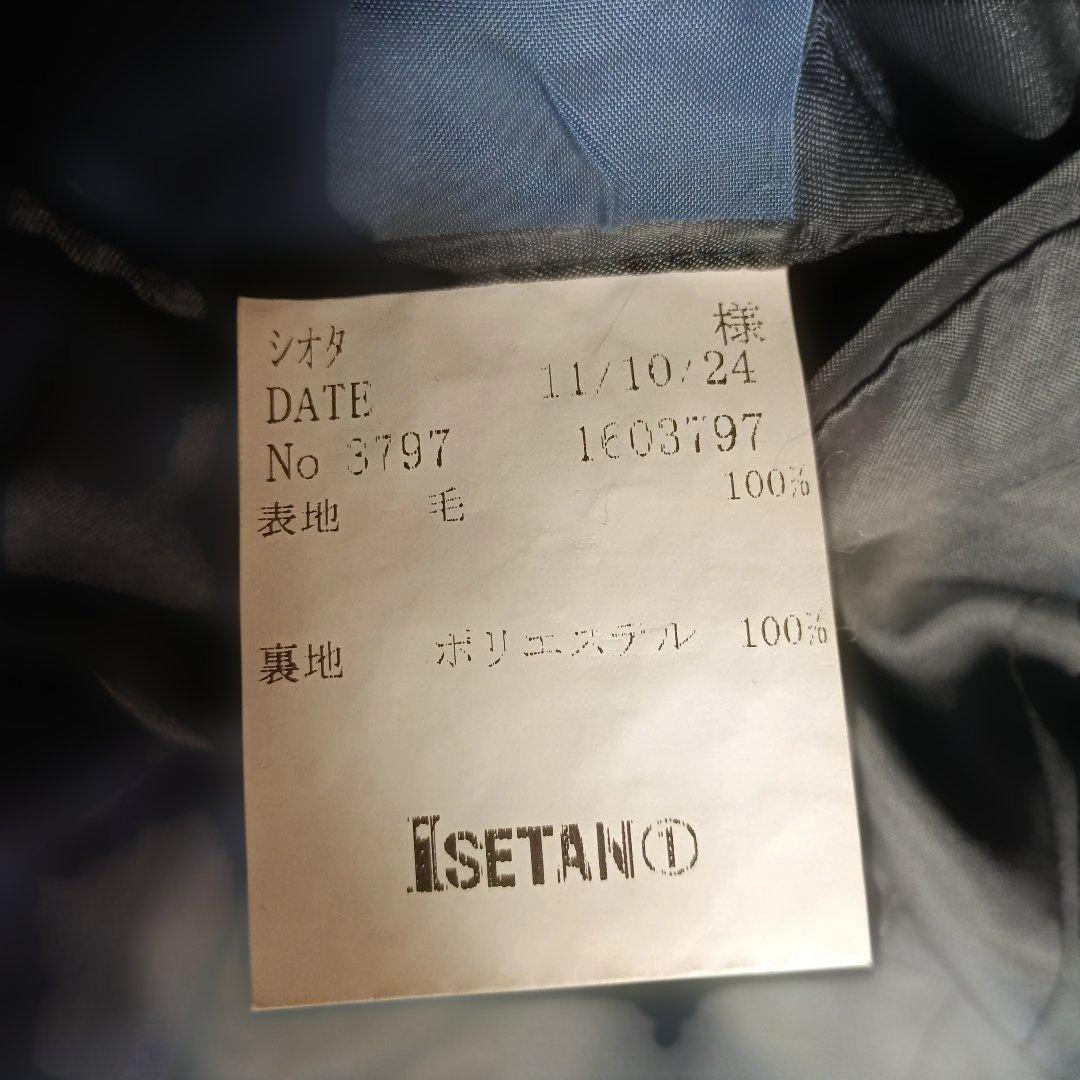 シオタ 様
DATE 11/10/24
No 3797 1603797
表地 毛 100%
裏地 ポリエステル 100%
ISETAN